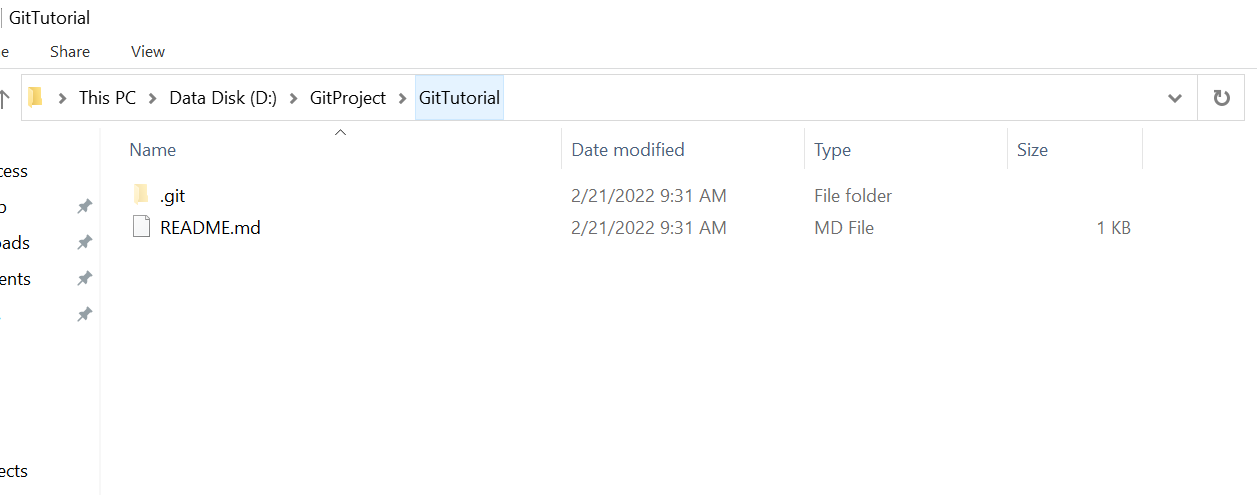 GitTutorial
e Share View
This PC Data Disk (D:) GitProject GitTutorial
Name Date modified Type Size
cess
.git 2/21/2022 9:31 AM File folder
p
README.md 2/21/2022 9:31 AM MD File 1 KB
oads
ents
ects